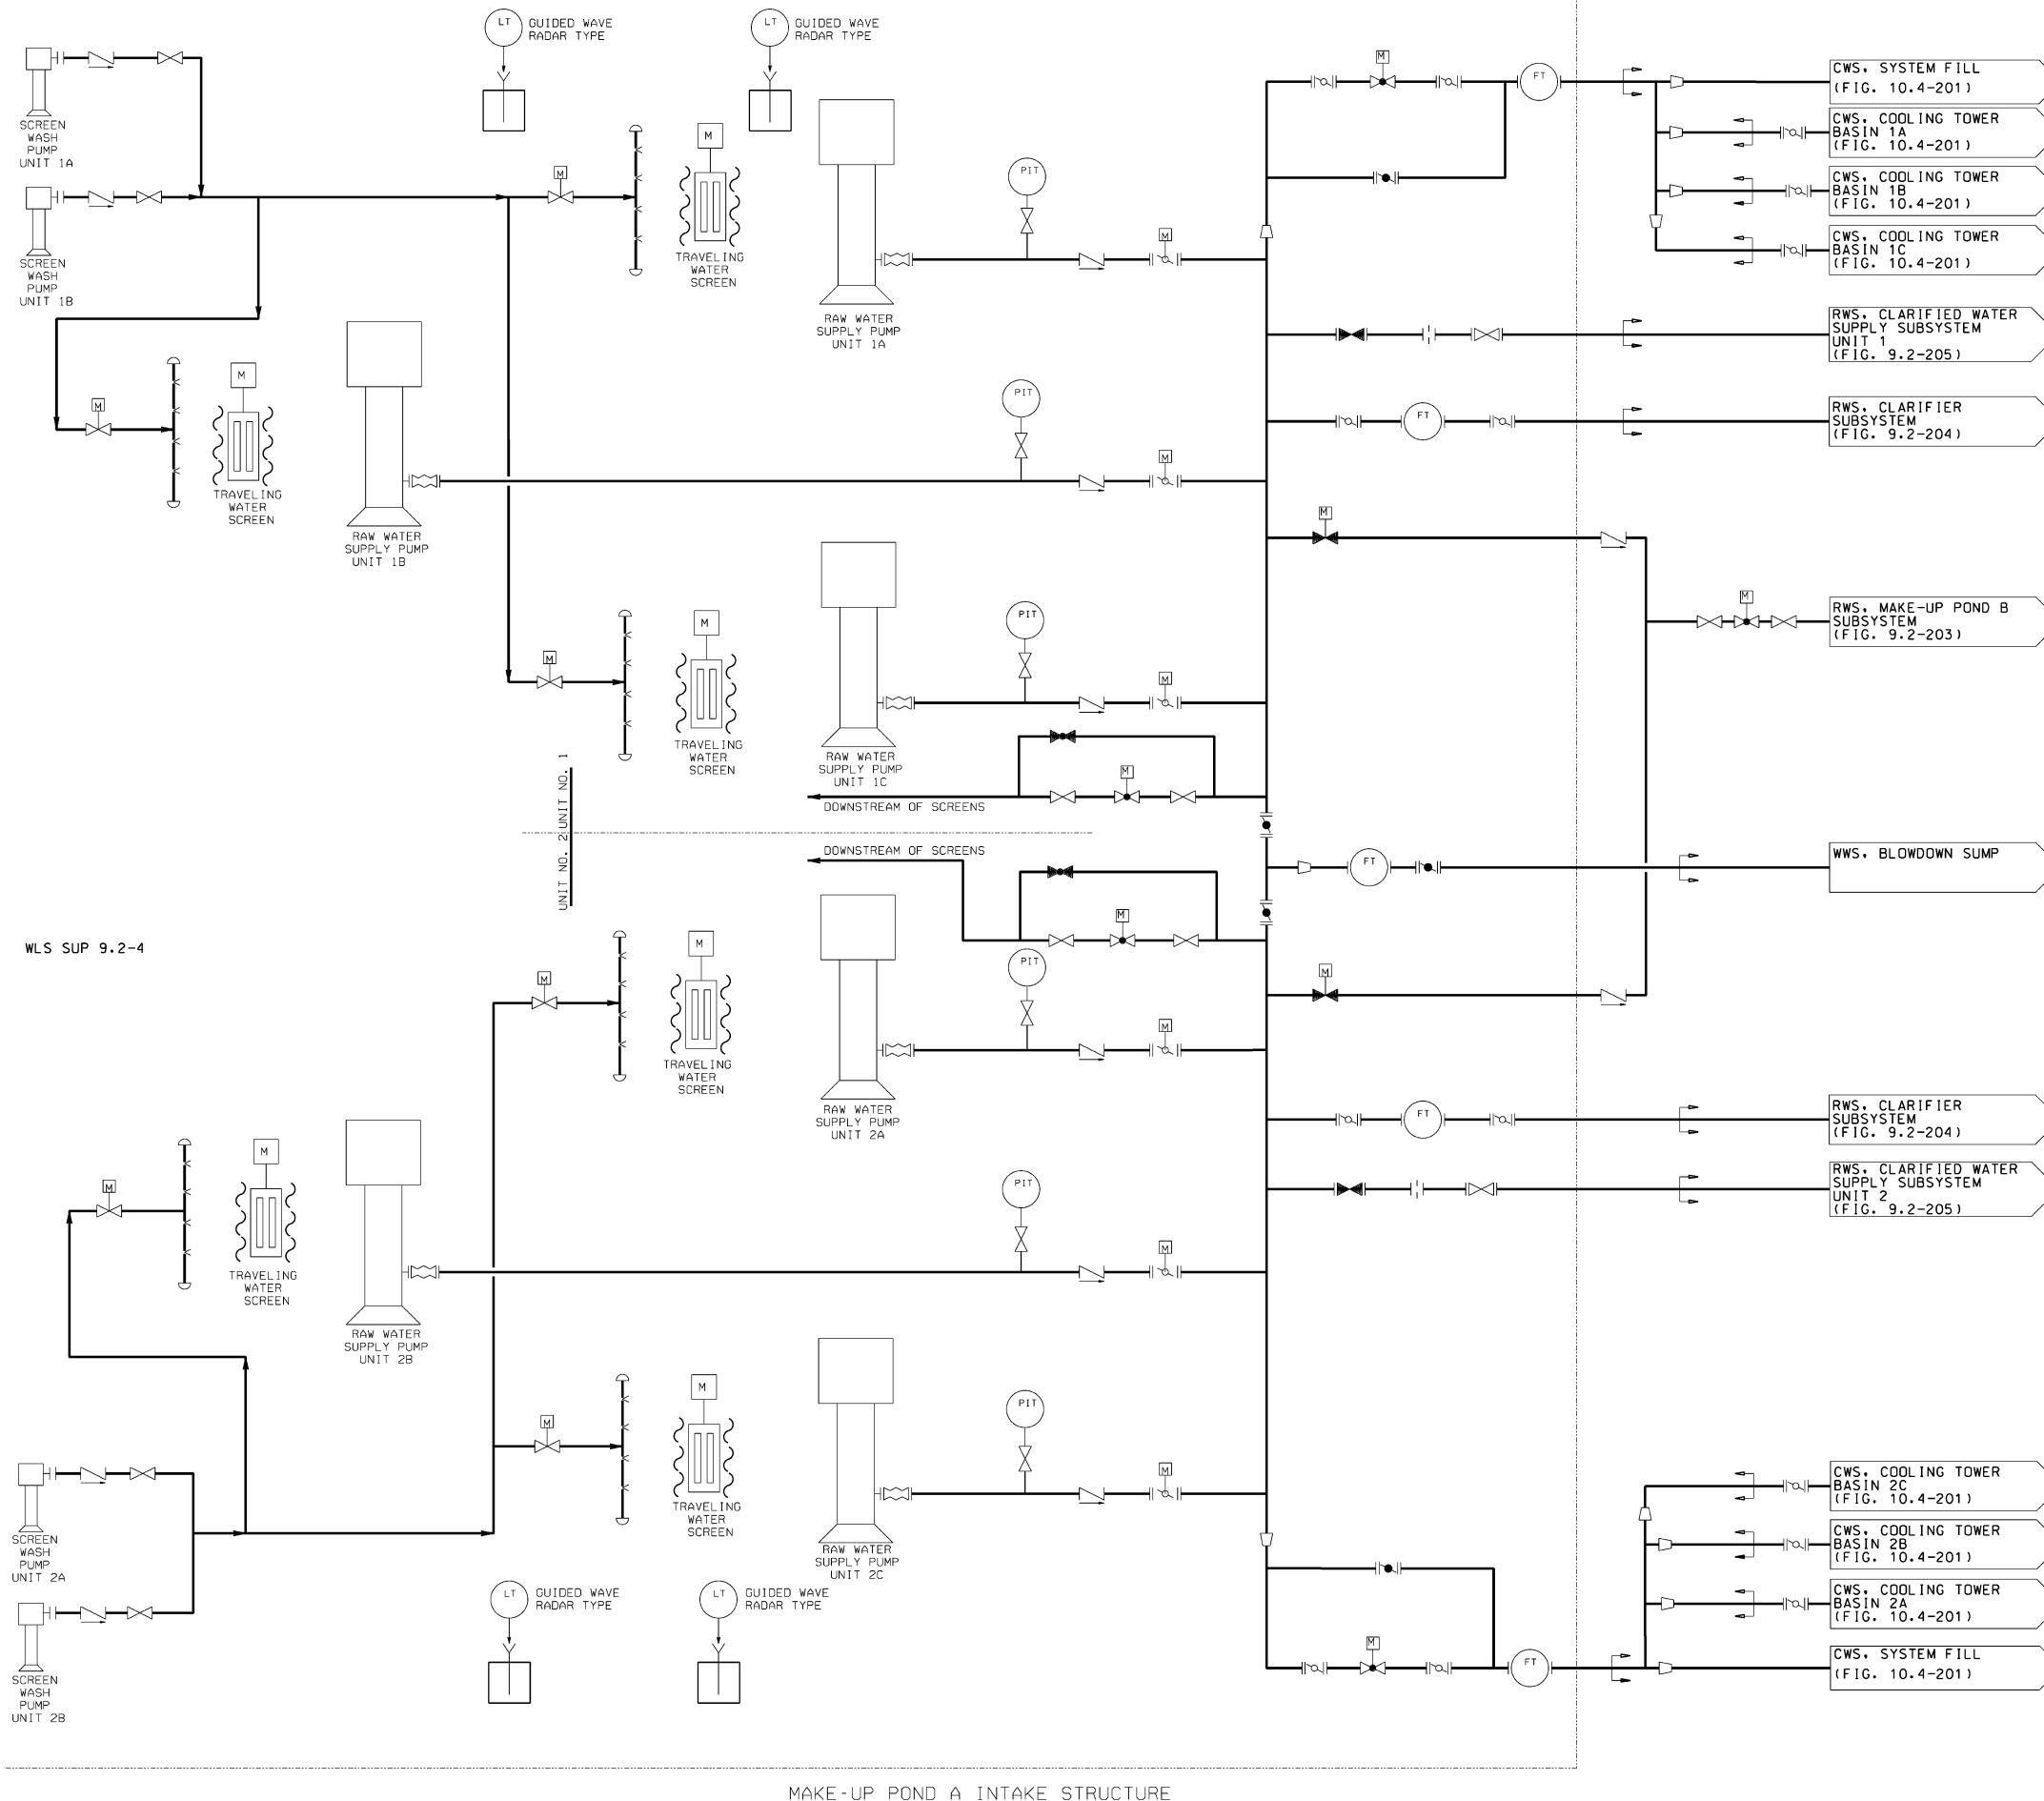 LT
GUIDED WAVE
RADAR TYPE
LT
GUIDED WAVE
RADAR TYPE
SCREEN
WASH
PUMP
UNIT 1A
SCREEN
WASH
PUMP
UNIT 1B
M
M
TRAVELING
WATER
SCREEN
RAW WATER
SUPPLY PUMP
UNIT 1A
PIT
M
M
FT
CWS, SYSTEM FILL
(FIG. 10.4-201)
CWS, COOLING TOWER
BASIN 1A
(FIG. 10.4-201)
CWS, COOLING TOWER
BASIN 1B
(FIG. 10.4-201)
CWS, COOLING TOWER
BASIN 1C
(FIG. 10.4-201)
RWS, CLARIFIED WATER
SUPPLY SUBSYSTEM
UNIT 1
(FIG. 9.2-205)
M
M
TRAVELING
WATER
SCREEN
RAW WATER
SUPPLY PUMP
UNIT 1B
PIT
M
FT
RWS, CLARIFIER
SUBSYSTEM
(FIG. 9.2-204)
M
M
M
RWS, MAKE-UP POND B
SUBSYSTEM
(FIG. 9.2-203)
M
M
TRAVELING
WATER
SCREEN
RAW WATER
SUPPLY PUMP
UNIT 1C
PIT
M
DOWNSTREAM OF SCREENS
UNIT NO. 2 UNIT NO. 1
DOWNSTREAM OF SCREENS
M
FT
WWS, BLOWDOWN SUMP
WLS SUP 9.2-4
M
M
TRAVELING
WATER
SCREEN
RAW WATER
SUPPLY PUMP
UNIT 2A
PIT
M
M
FT
RWS, CLARIFIER
SUBSYSTEM
(FIG. 9.2-204)
RWS, CLARIFIED WATER
SUPPLY SUBSYSTEM
UNIT 2
(FIG. 9.2-205)
M
M
TRAVELING
WATER
SCREEN
RAW WATER
SUPPLY PUMP
UNIT 2B
PIT
M
M
M
TRAVELING
WATER
SCREEN
RAW WATER
SUPPLY PUMP
UNIT 2C
PIT
M
SCREEN
WASH
PUMP
UNIT 2A
SCREEN
WASH
PUMP
UNIT 2B
LT
GUIDED WAVE
RADAR TYPE
LT
GUIDED WAVE
RADAR TYPE
M
FT
CWS, COOLING TOWER
BASIN 2C
(FIG. 10.4-201)
CWS, COOLING TOWER
BASIN 2B
(FIG. 10.4-201)
CWS, COOLING TOWER
BASIN 2A
(FIG. 10.4-201)
CWS, SYSTEM FILL
(FIG. 10.4-201)
MAKE-UP POND A INTAKE STRUCTURE